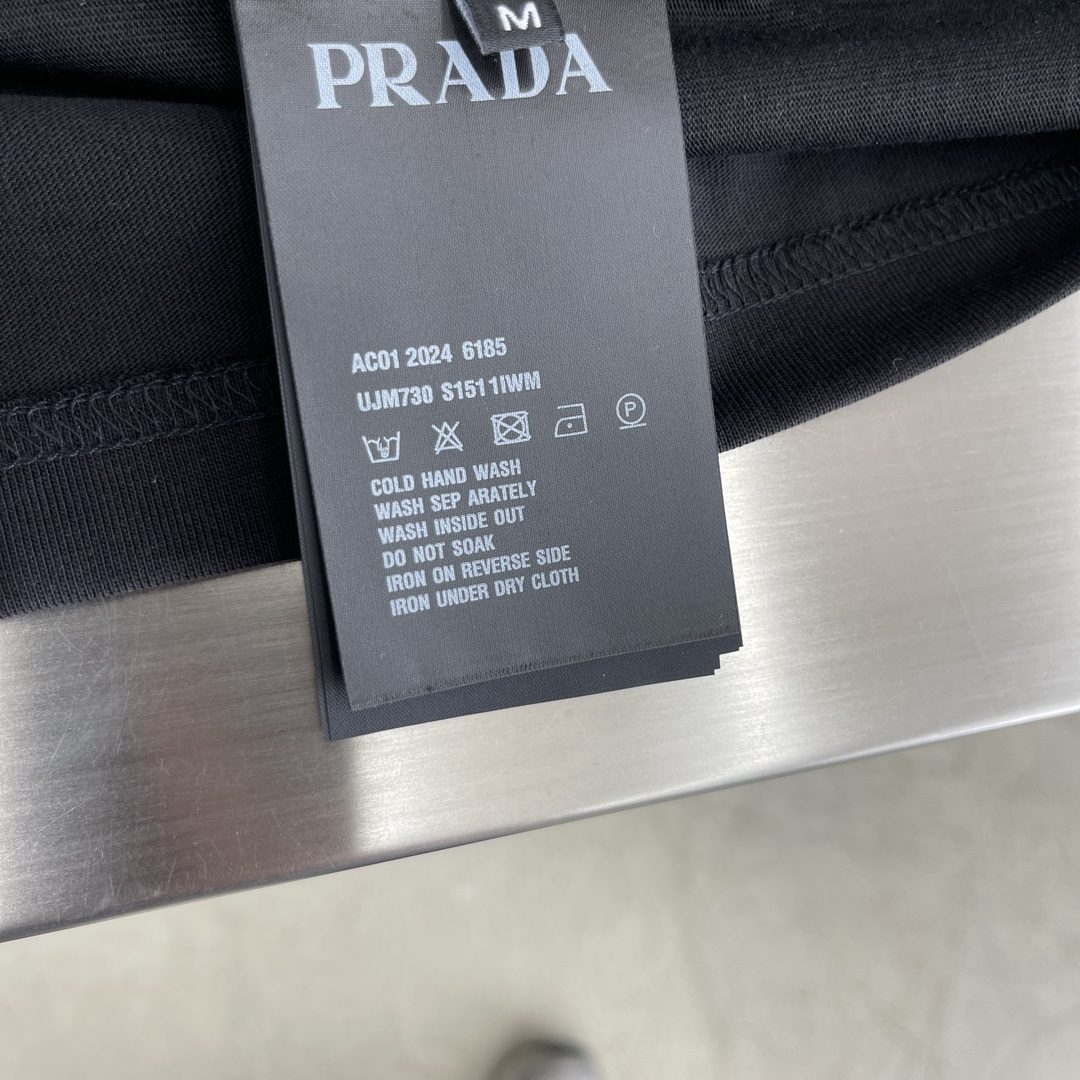 M
PRADA
AC01 2024 6185
UJM730 S151 1IWM
P
COLD HAND WASH
WASH SEP ARATELY
WASH INSIDE OUT
DO NOT SOAK
IRON ON REVERSE SIDE
IRON UNDER DRY CLOTH